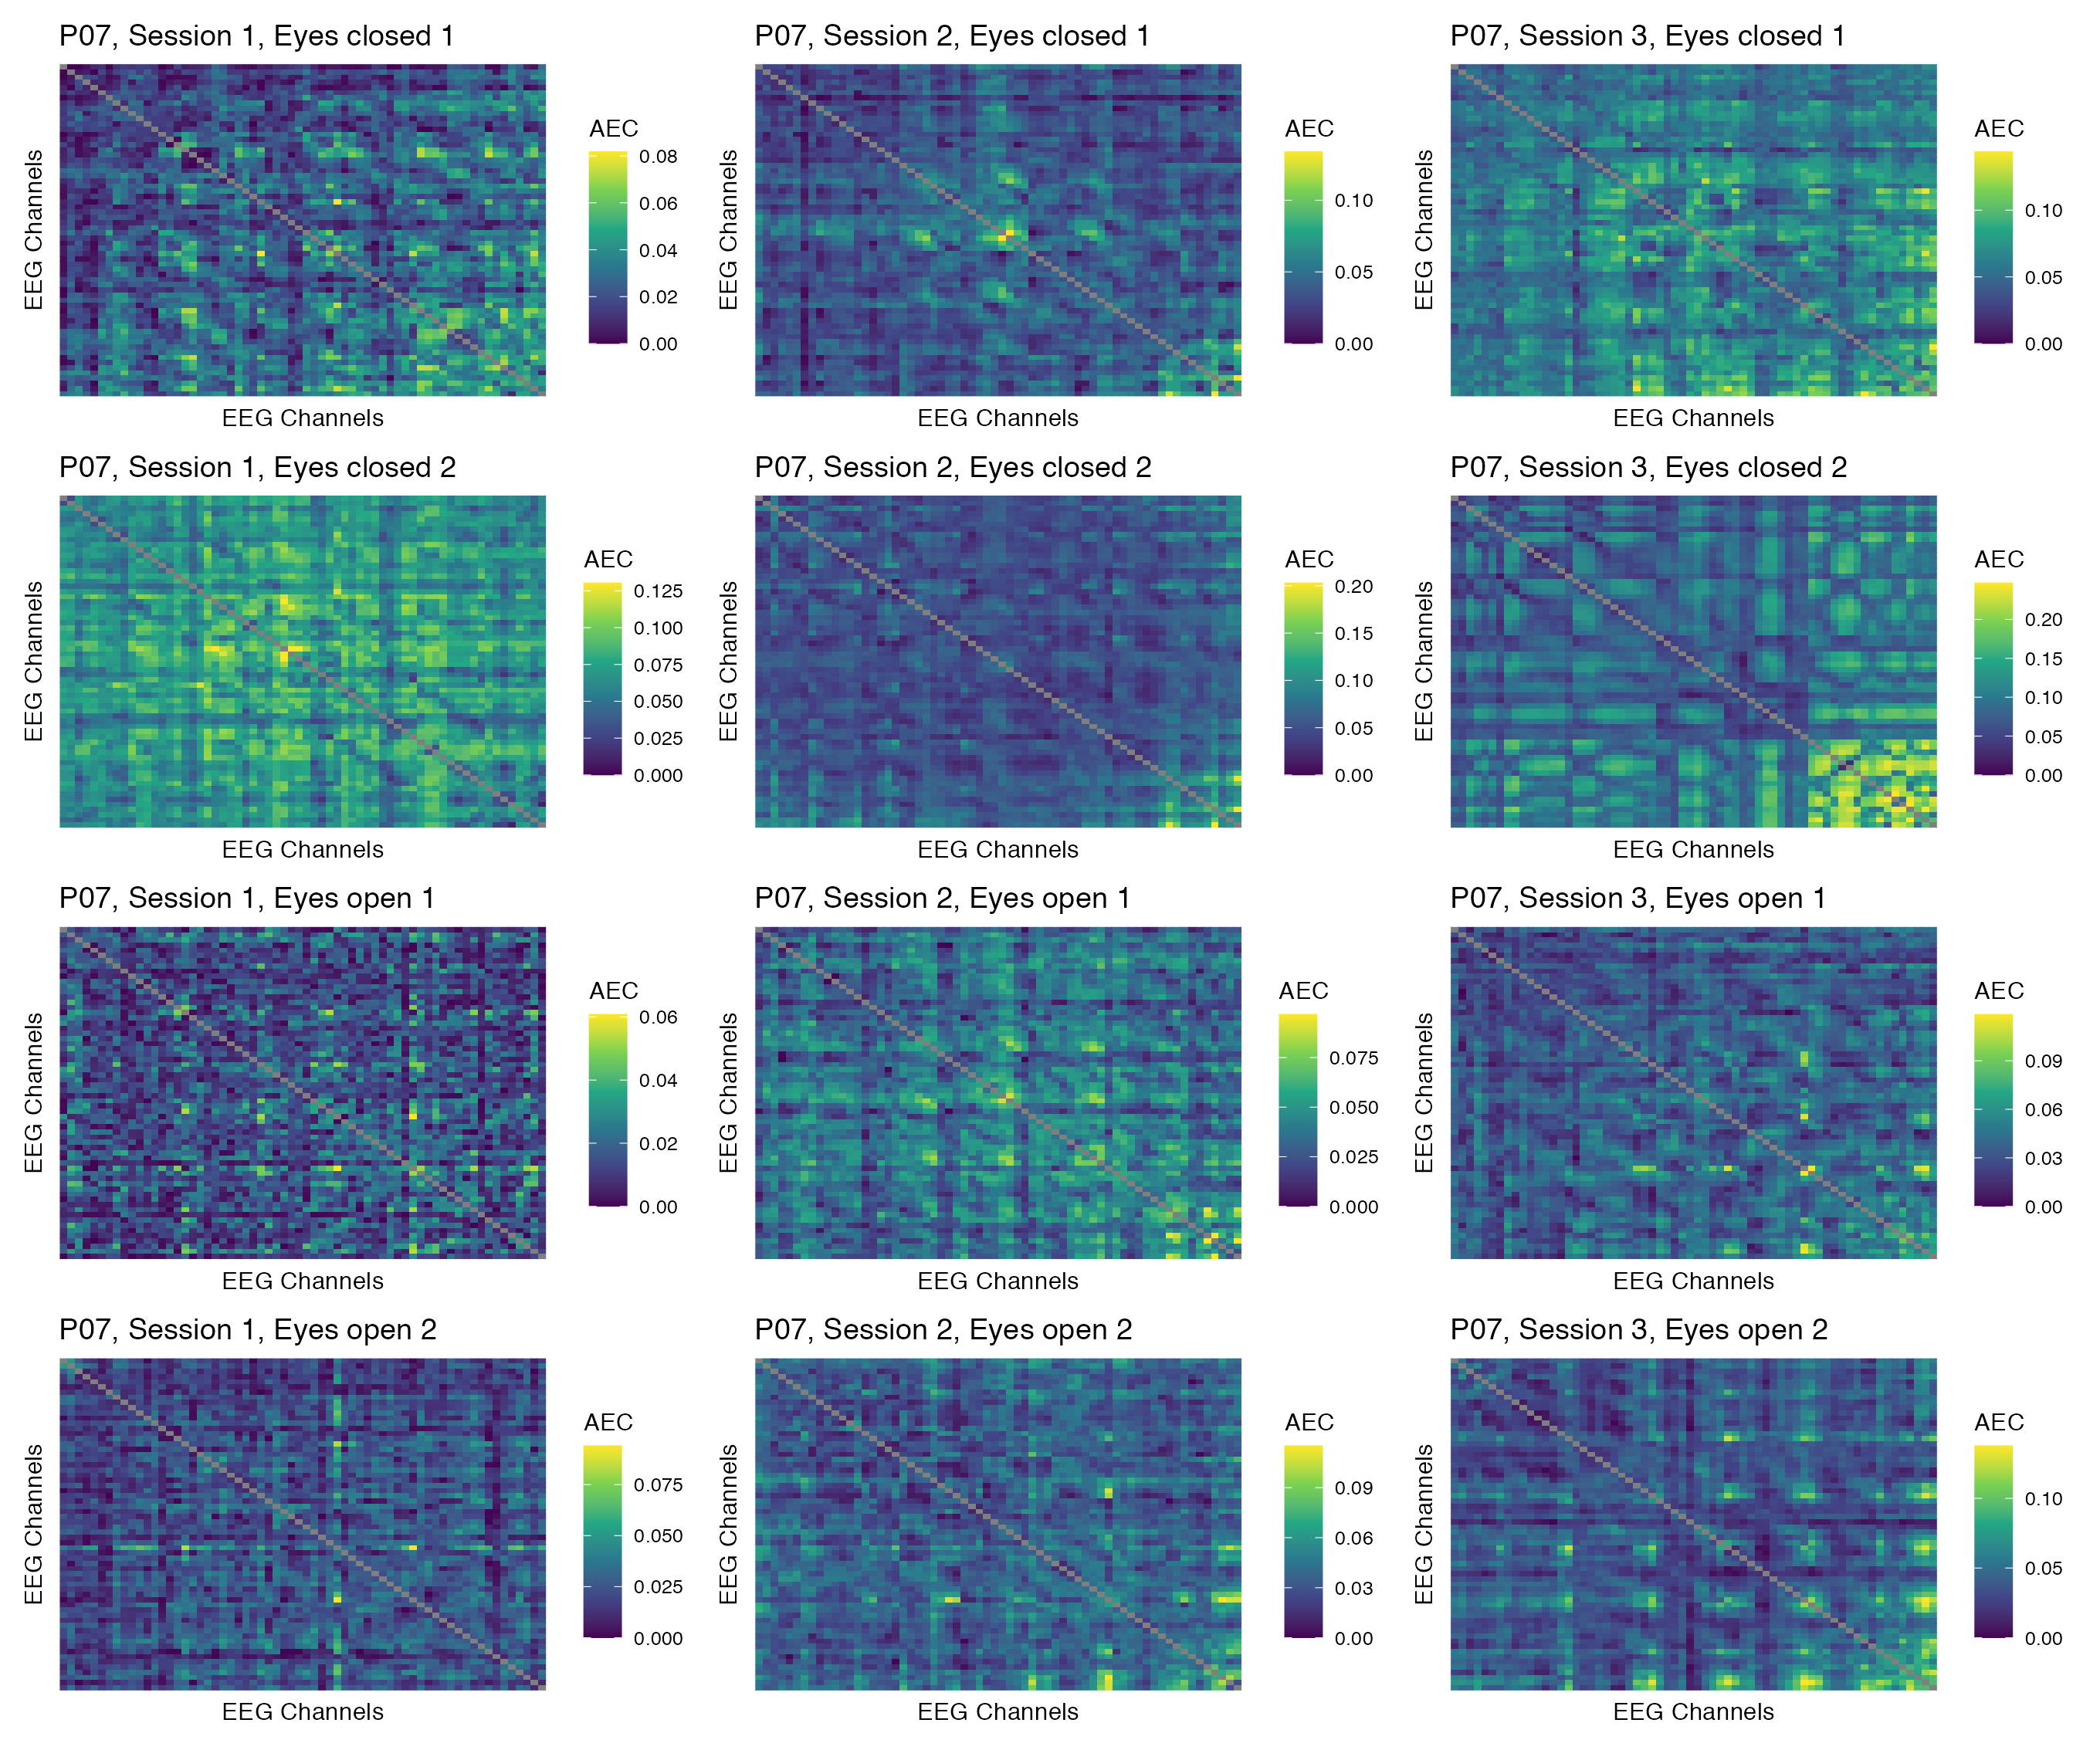 P07, Session 1, Eyes closed 1
P07, Session 2, Eyes closed 1
P07, Session 3, Eyes closed 1
EEG Channels
EEG Channels
AEC
0.08
0.06
0.04
0.02
0.00
EEG Channels
EEG Channels
AEC
0.10
0.05
0.00
EEG Channels
EEG Channels
AEC
0.10
0.05
0.00
P07, Session 1, Eyes closed 2
P07, Session 2, Eyes closed 2
P07, Session 3, Eyes closed 2
EEG Channels
EEG Channels
AEC
0.125
0.100
0.075
0.050
0.025
0.000
EEG Channels
EEG Channels
AEC
0.20
0.15
0.10
0.05
0.00
EEG Channels
EEG Channels
AEC
0.20
0.15
0.10
0.05
0.00
P07, Session 1, Eyes open 1
P07, Session 2, Eyes open 1
P07, Session 3, Eyes open 1
EEG Channels
EEG Channels
AEC
0.06
0.04
0.02
0.00
EEG Channels
EEG Channels
AEC
0.075
0.050
0.025
0.000
EEG Channels
EEG Channels
AEC
0.09
0.06
0.03
0.00
P07, Session 1, Eyes open 2
P07, Session 2, Eyes open 2
P07, Session 3, Eyes open 2
EEG Channels
EEG Channels
AEC
0.075
0.050
0.025
0.000
EEG Channels
EEG Channels
AEC
0.09
0.06
0.03
0.00
EEG Channels
EEG Channels
AEC
0.10
0.05
0.00